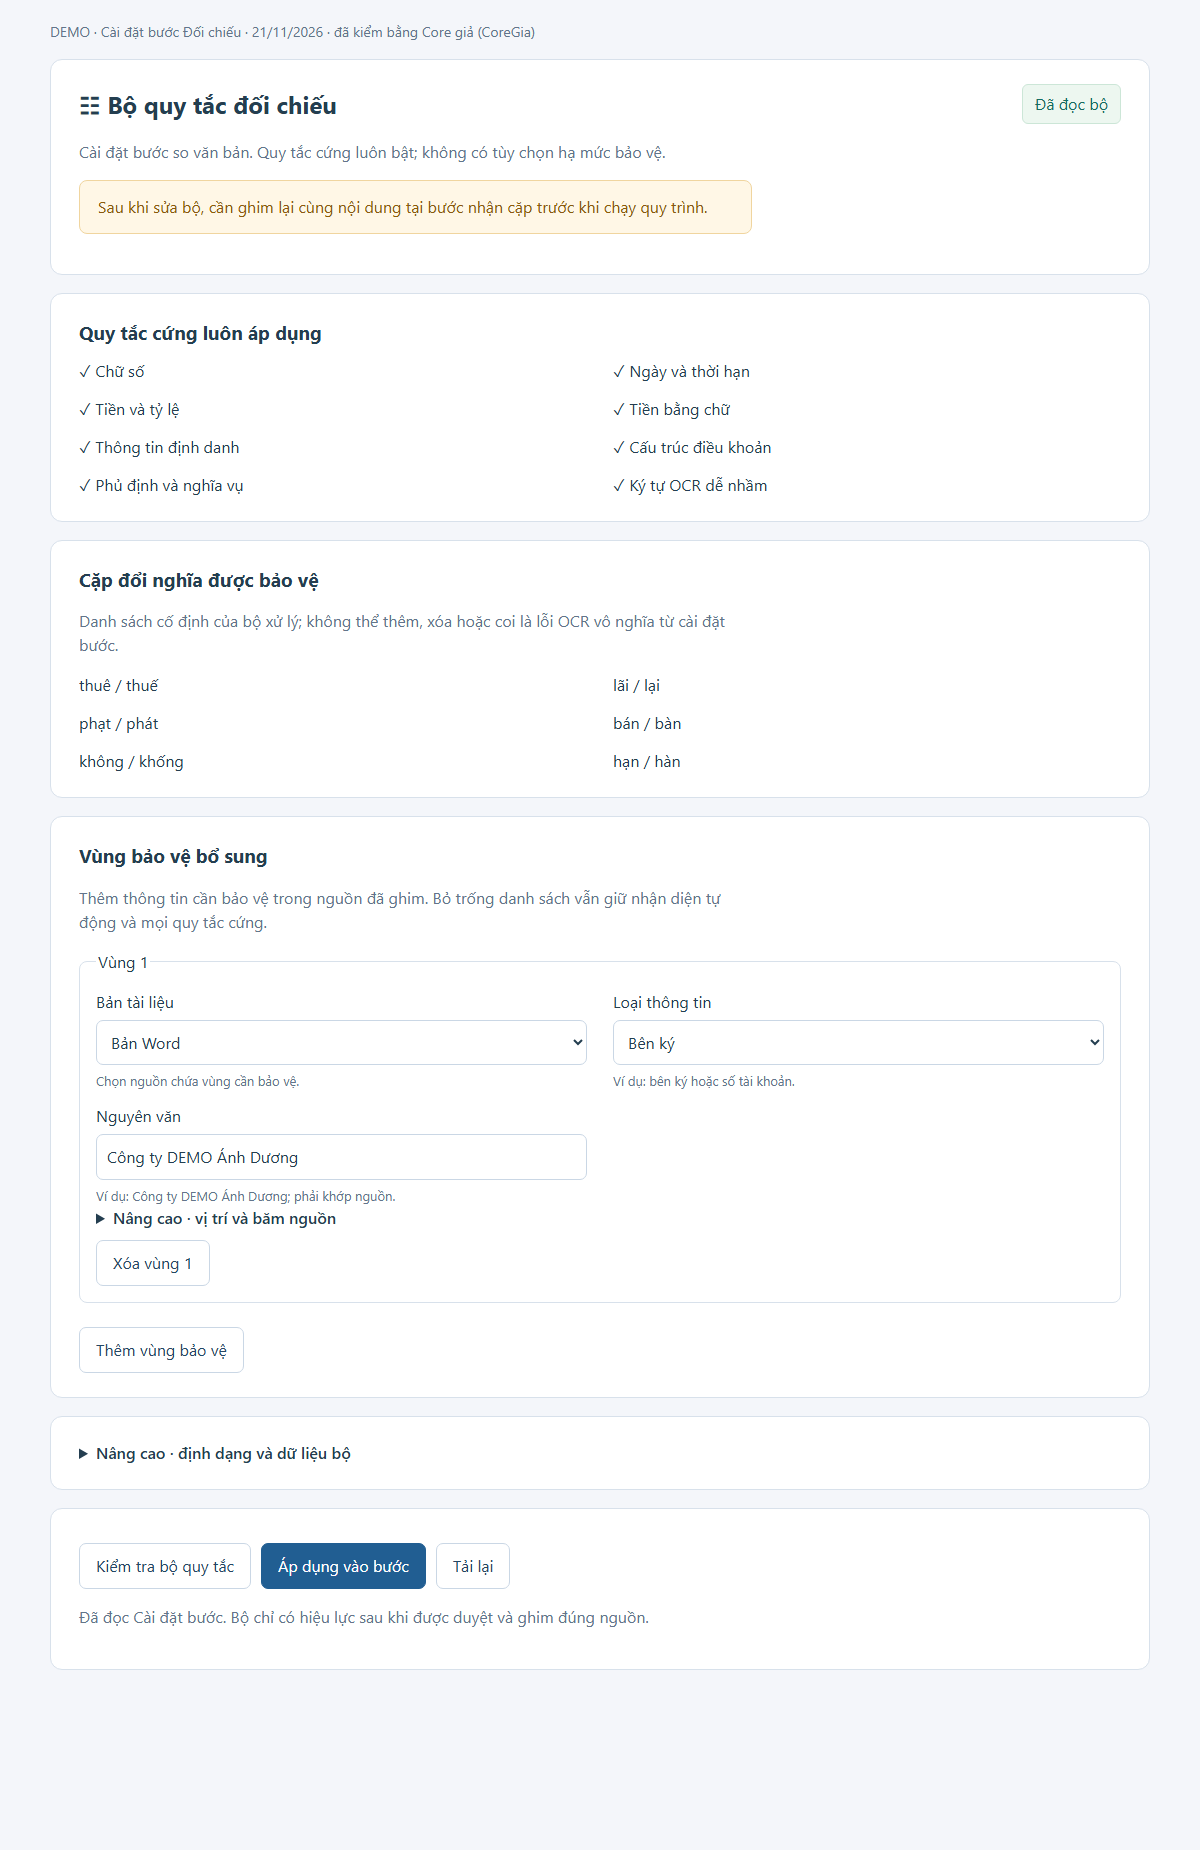 DEMO · Cài đặt bước Đối chiếu · 21/11/2026 · đã kiểm bằng Core giả (CoreGia)
☷ Bộ quy tắc đối chiếu
Đã đọc bộ
Cài đặt bước so văn bản. Quy tắc cứng luôn bật; không có tùy chọn hạ mức bảo vệ.
Sau khi sửa bộ, cần ghim lại cùng nội dung tại bước nhận cặp trước khi chạy quy trình.
Quy tắc cứng luôn áp dụng
✓ Chữ số
✓ Ngày và thời hạn
✓ Tiền và tỷ lệ
✓ Tiền bằng chữ
✓ Thông tin định danh
✓ Cấu trúc điều khoản
✓ Phủ định và nghĩa vụ
✓ Ký tự OCR dễ nhầm
Cặp đổi nghĩa được bảo vệ
Danh sách cố định của bộ xử lý; không thể thêm, xóa hoặc coi là lỗi OCR vô nghĩa từ cài đặt
bước.
thuê / thuế
lãi / lại
phạt / phát
bán / bàn
không / khống
hạn / hàn
Vùng bảo vệ bổ sung
Thêm thông tin cần bảo vệ trong nguồn đã ghim. Bỏ trống danh sách vẫn giữ nhận diện tự
động và mọi quy tắc cứng.
Vùng 1
Bản tài liệu
Loại thông tin
Bản Word
Bên ký
Chọn nguồn chứa vùng cần bảo vệ.
Ví dụ: bên ký hoặc số tài khoản.
Nguyên văn
Công ty DEMO Ánh Dương
Ví dụ: Công ty DEMO Ánh Dương; phải khớp nguồn.
▶ Nâng cao · vị trí và băm nguồn
Xóa vùng 1
Thêm vùng bảo vệ
▶ Nâng cao · định dạng và dữ liệu bộ
Kiểm tra bộ quy tắc
Áp dụng vào bước
Tải lại
Đã đọc Cài đặt bước. Bộ chỉ có hiệu lực sau khi được duyệt và ghim đúng nguồn.